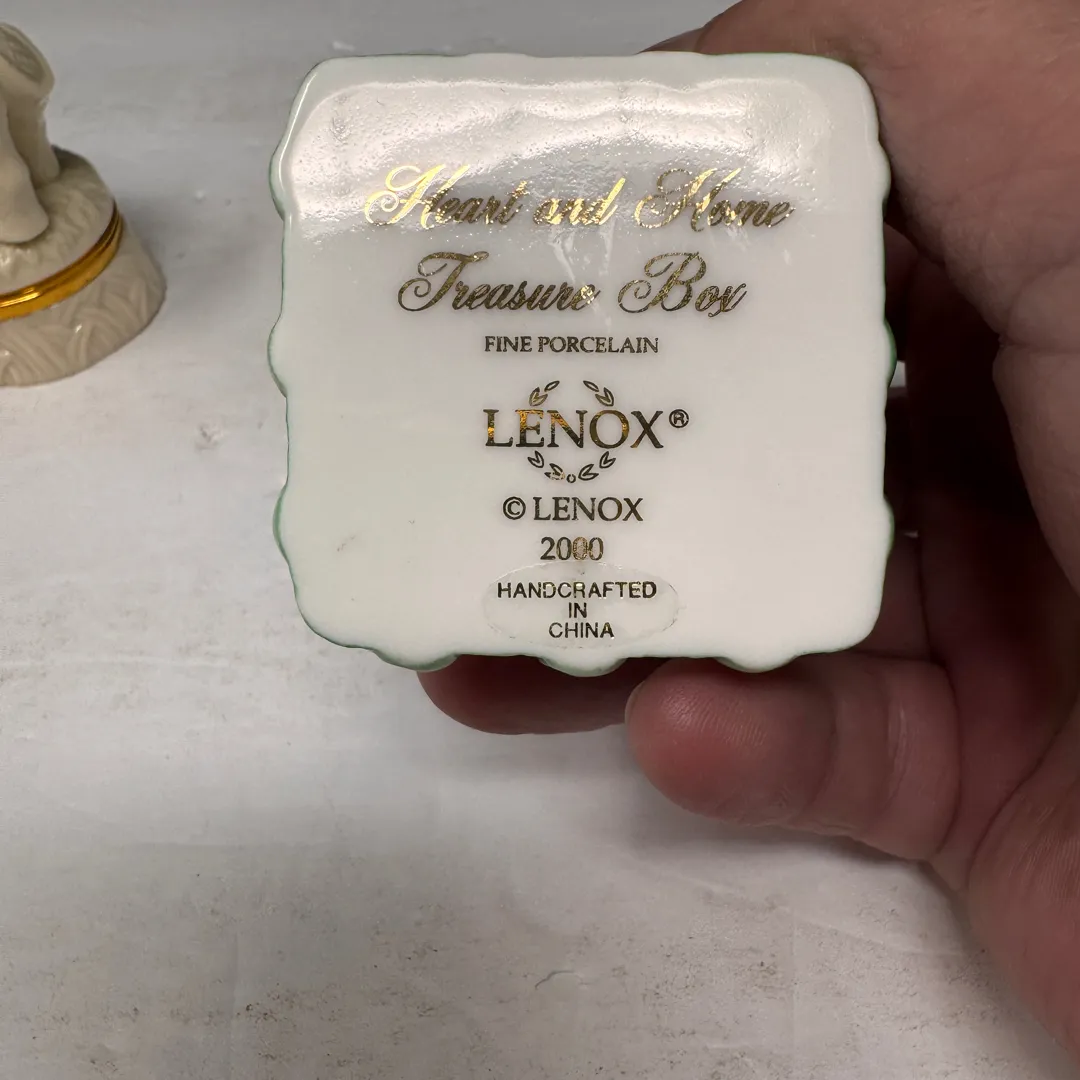 Heart and Home
Treasure Box
FINE PORCELAIN
LENOX®
© LENOX
2000
HANDCRAFTED
IN
CHINA